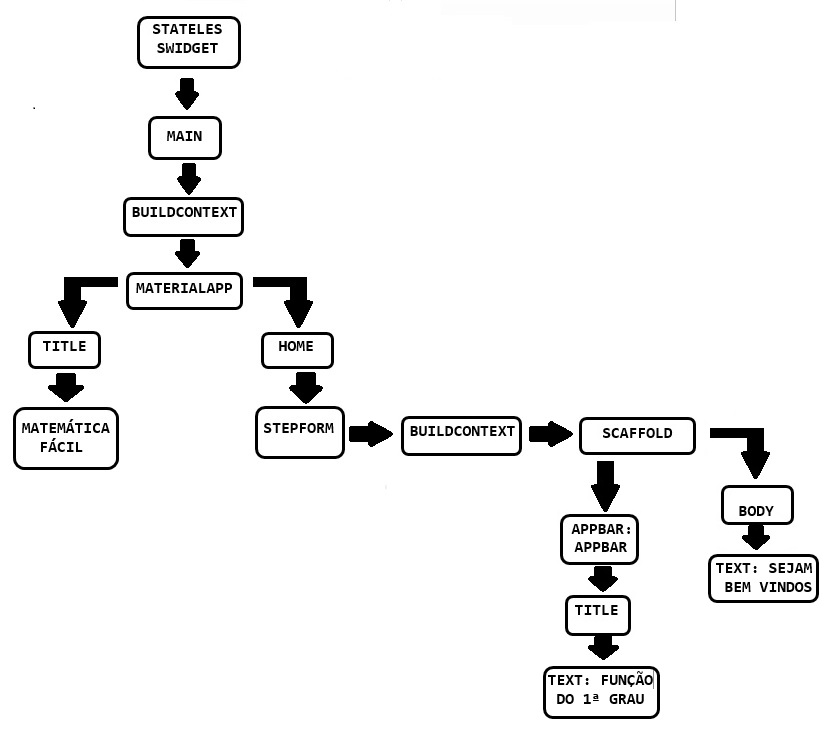 STATELES
SWIDGET
MAIN
BUILDCONTEXT
MATERIALAPP
TITLE
HOME
MATEMÁTICA
FÁCIL
STEPFORM
BUILDCONTEXT
SCAFFOLD
BODY
APPBAR:
APPBAR
TEXT: SEJAM
BEM VINDOS
TITLE
TEXT: FUNÇÃO
DO 1ª GRAU